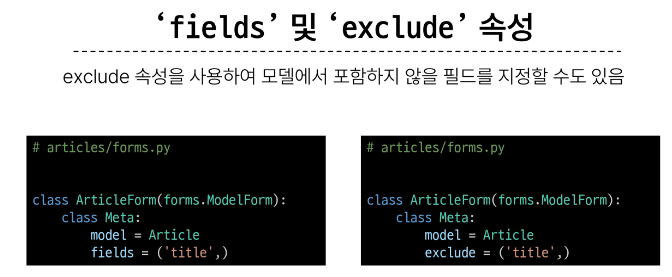 ‘fields’ 및 ‘exclude’ 속성
exclude 속성을 사용하여 모델에서 포함하지 않을 필드를 지정할 수도 있음
# articles/forms.py
class ArticleForm(forms.ModelForm):
    class Meta:
        model = Article
        fields = ('title',)
# articles/forms.py
class ArticleForm(forms.ModelForm):
    class Meta:
        model = Article
        exclude = ('title',)